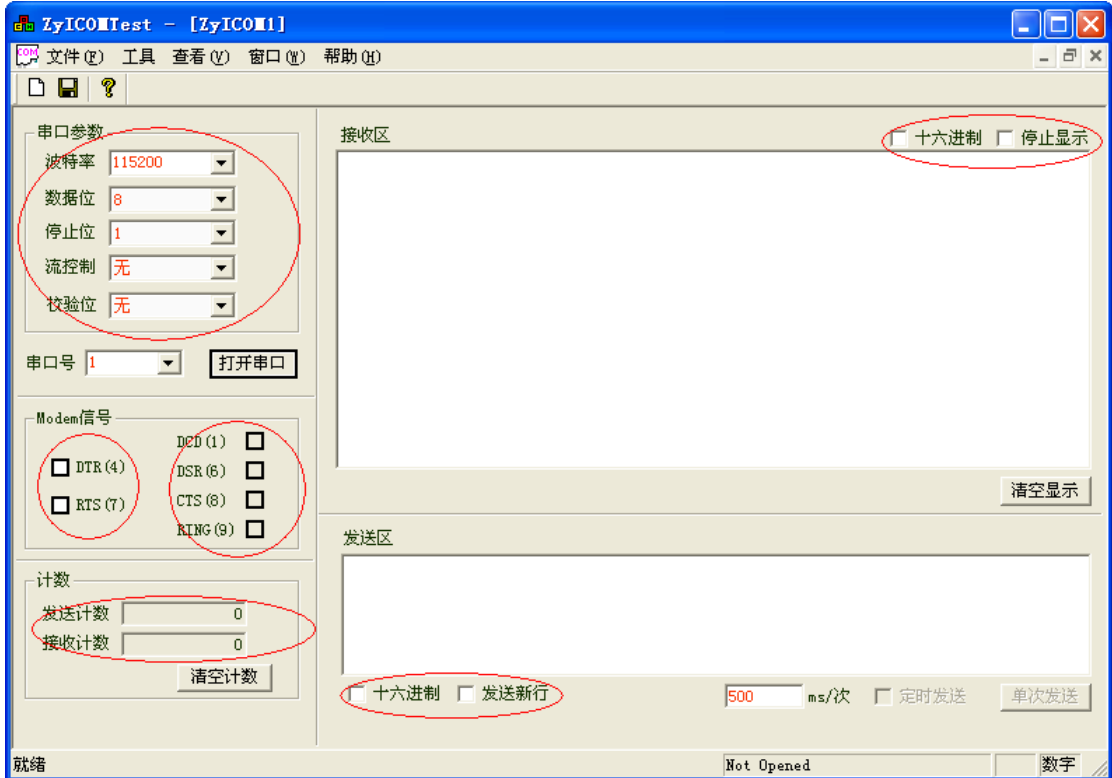 ZyICOMTest - [ZyICOM1]
COM 文件(F) 工具 查看(V) 窗口(W) 帮助(H)
串口参数
波特率 115200
数据位 8
停止位 1
流控制 无
校验位 无
串口号 1 打开串口
Modem信号
DTR(4)
RTS(7)
DCD(1)
DSR(6)
CTS(8)
RING(9)
计数
发送计数 0
接收计数 0
清空计数
接收区 十六进制 停止显示
清空显示
发送区
十六进制 发送新行 500 ms/次 定时发送 单次发送
就绪 Not Opened 数字